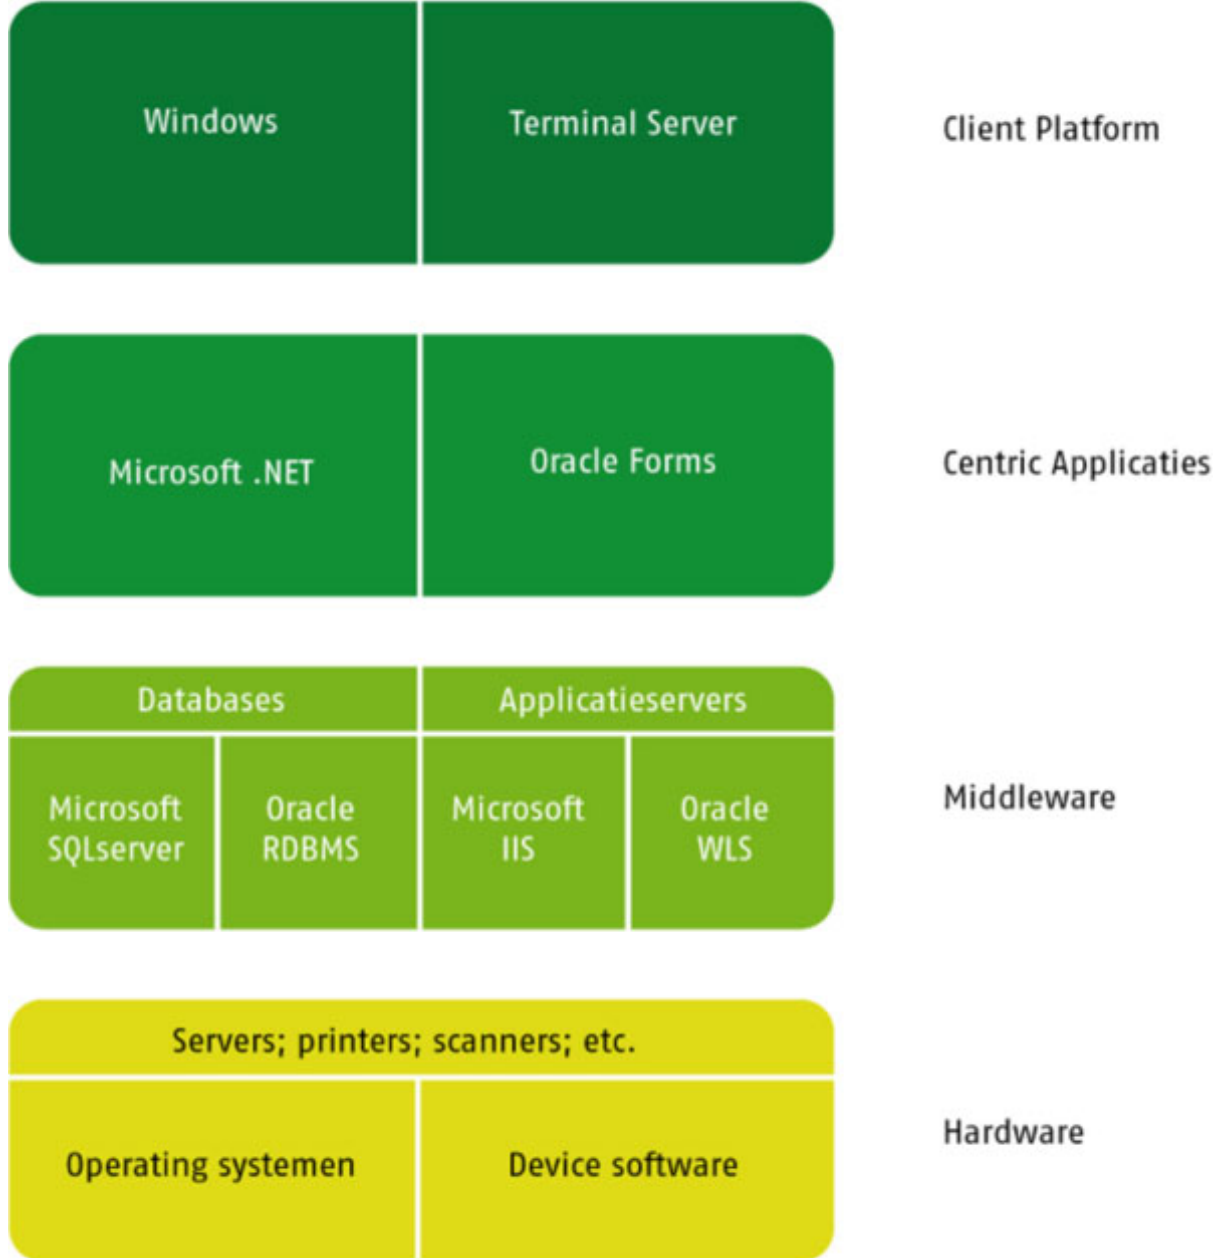 Windows
Terminal Server
Client Platform
Microsoft .NET
Oracle Forms
Centric Applicaties
Databases
Applicatieservers
Microsoft
SQLserver
Oracle
RDBMS
Microsoft
IIS
Oracle
WLS
Middleware
Servers; printers; scanners; etc.
Operating systemen
Device software
Hardware